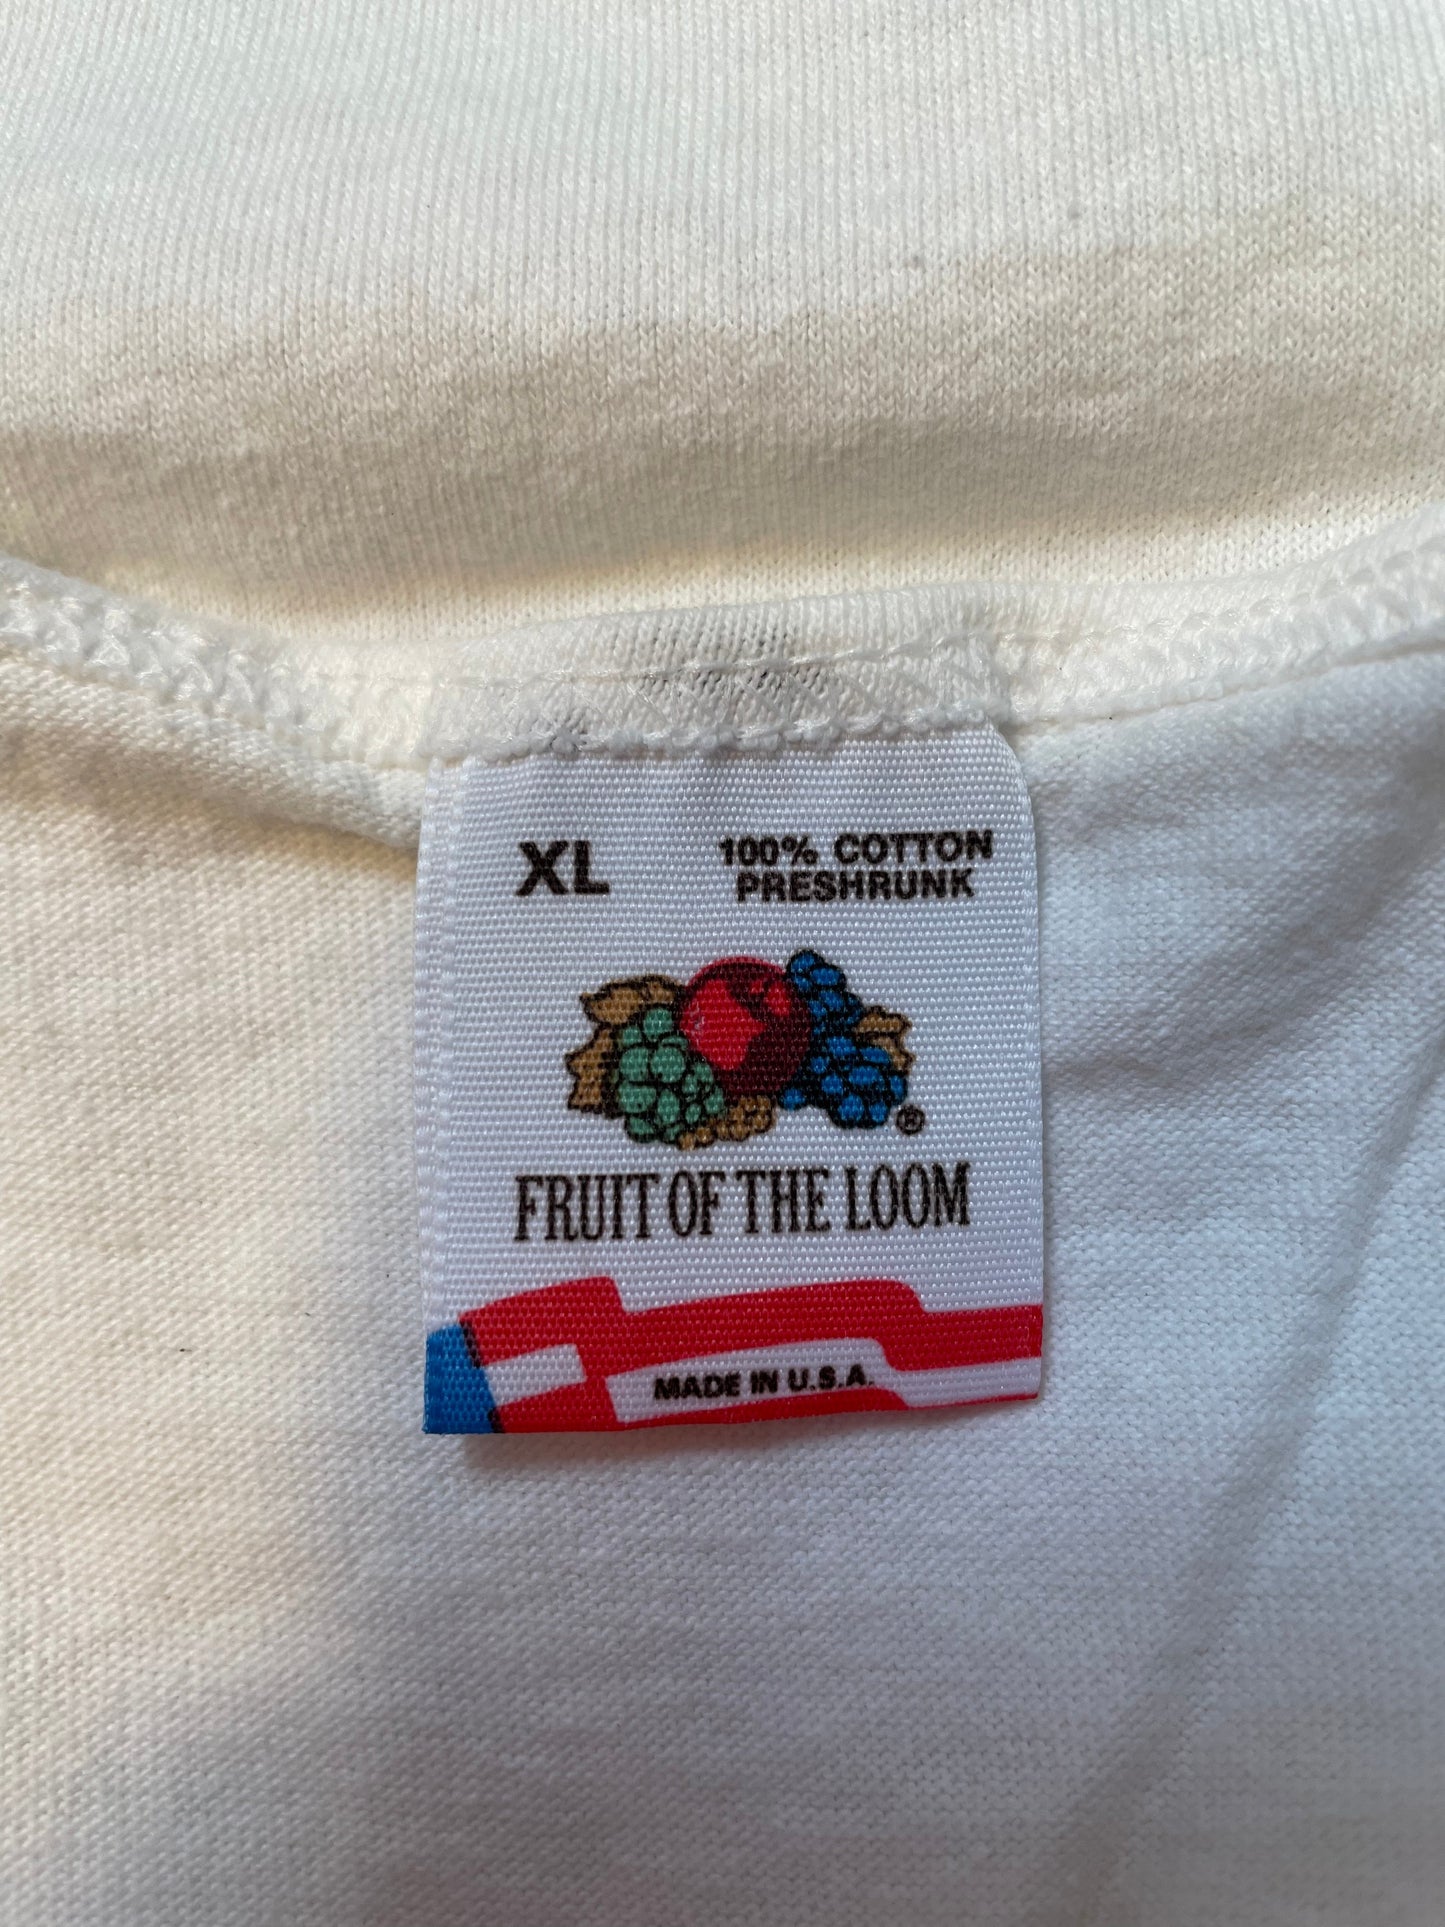 XL
100% COTTON
PRESHRUNK
®
FRUIT OF THE LOOM
MADE IN U.S.A.